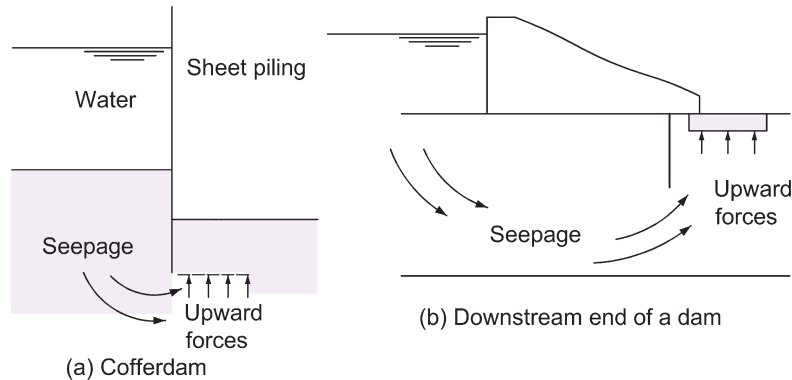 Water
Sheet piling
Seepage
Upward
forces
(a) Cofferdam
Seepage
Upward
forces
(b) Downstream end of a dam